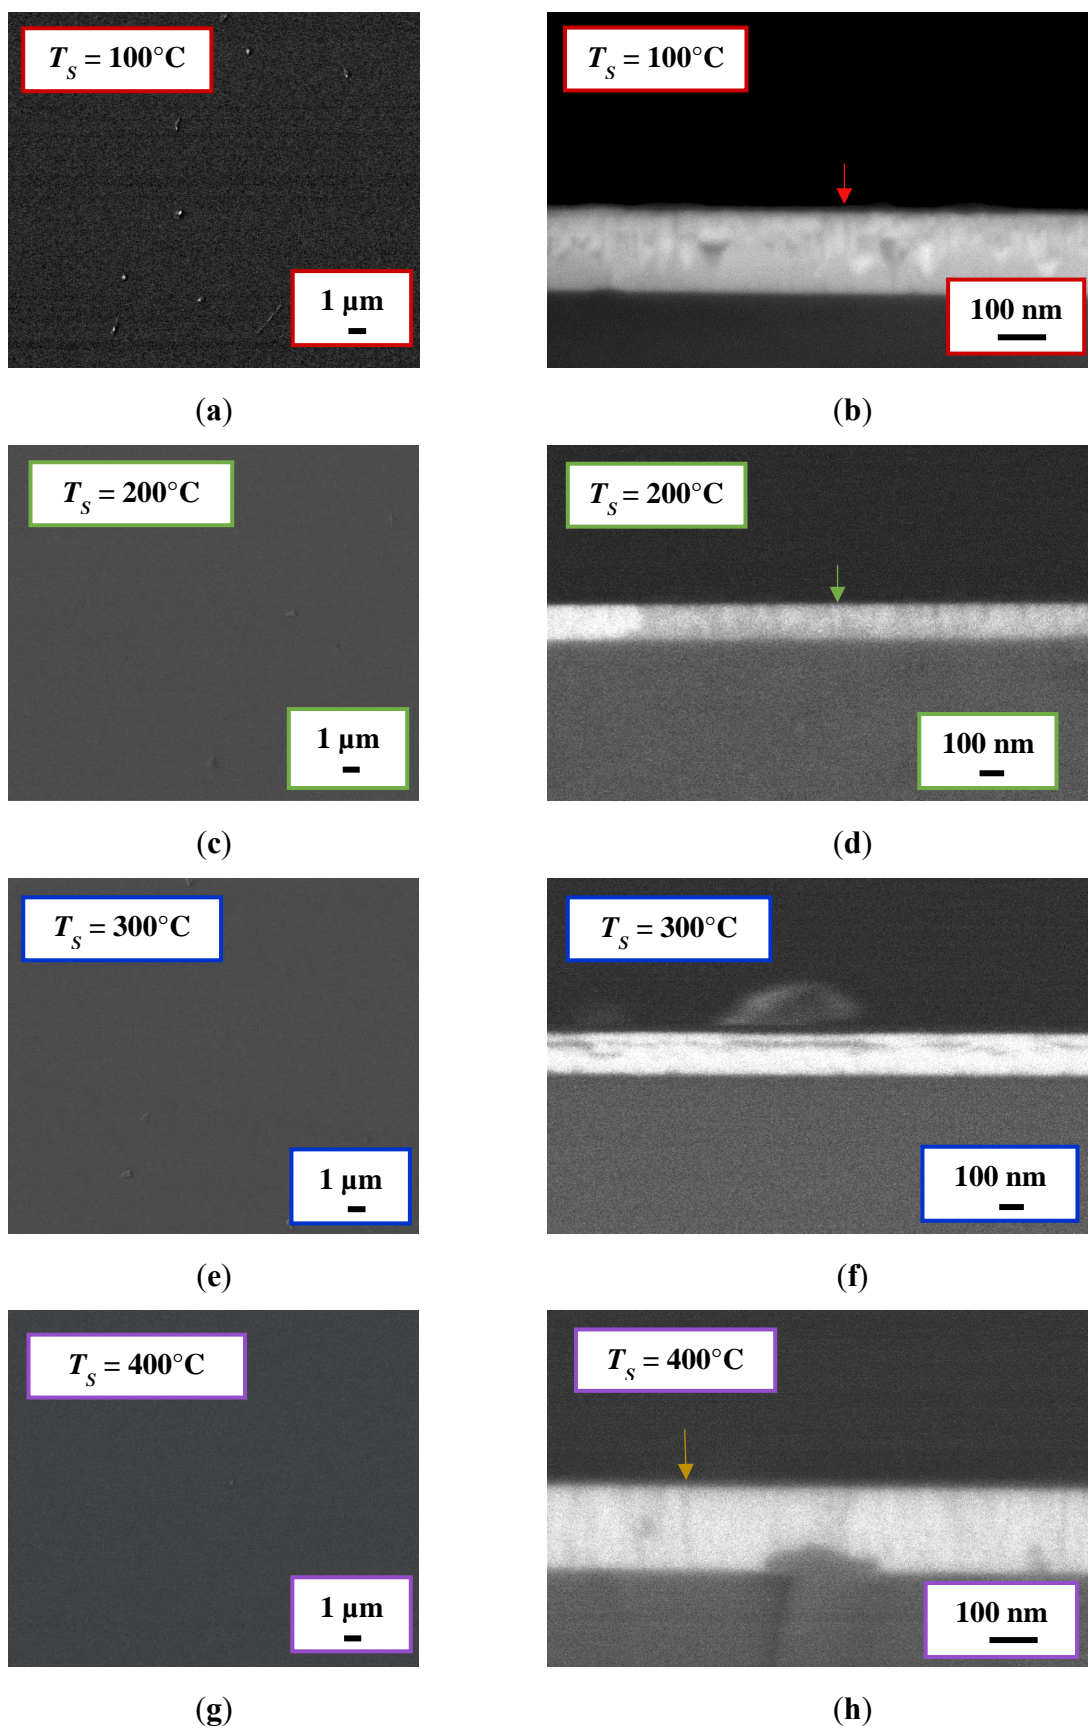 T_S = 100°C
1 µm
T_S = 100°C
100 nm
(a)
(b)
T_S = 200°C
1 µm
T_S = 200°C
100 nm
(c)
(d)
T_S = 300°C
1 µm
T_S = 300°C
100 nm
(e)
(f)
T_S = 400°C
1 µm
T_S = 400°C
100 nm
(g)
(h)